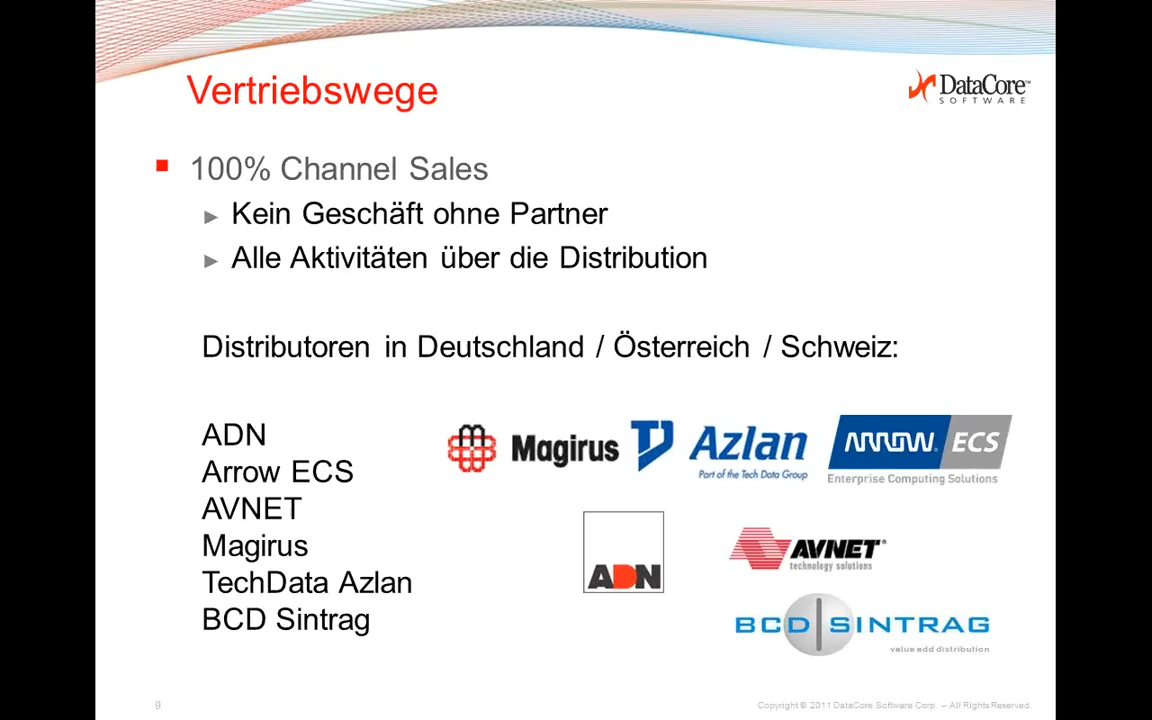 Vertriebswege
DataCore™
SOFTWARE
100% Channel Sales
Kein Geschäft ohne Partner
Alle Aktivitäten über die Distribution
Distributoren in Deutschland / Österreich / Schweiz:
ADN
Arrow ECS
AVNET
Magirus
TechData Azlan
BCD Sintrag
Magirus
Azlan
Part of the Tech Data Group
ARROW ECS
Enterprise Computing Solutions
ADN
AVNET®
technology solutions
BCD SINTRAG
value add distribution
9
Copyright © 2011 DataCore Software Corp. – All Rights Reserved.